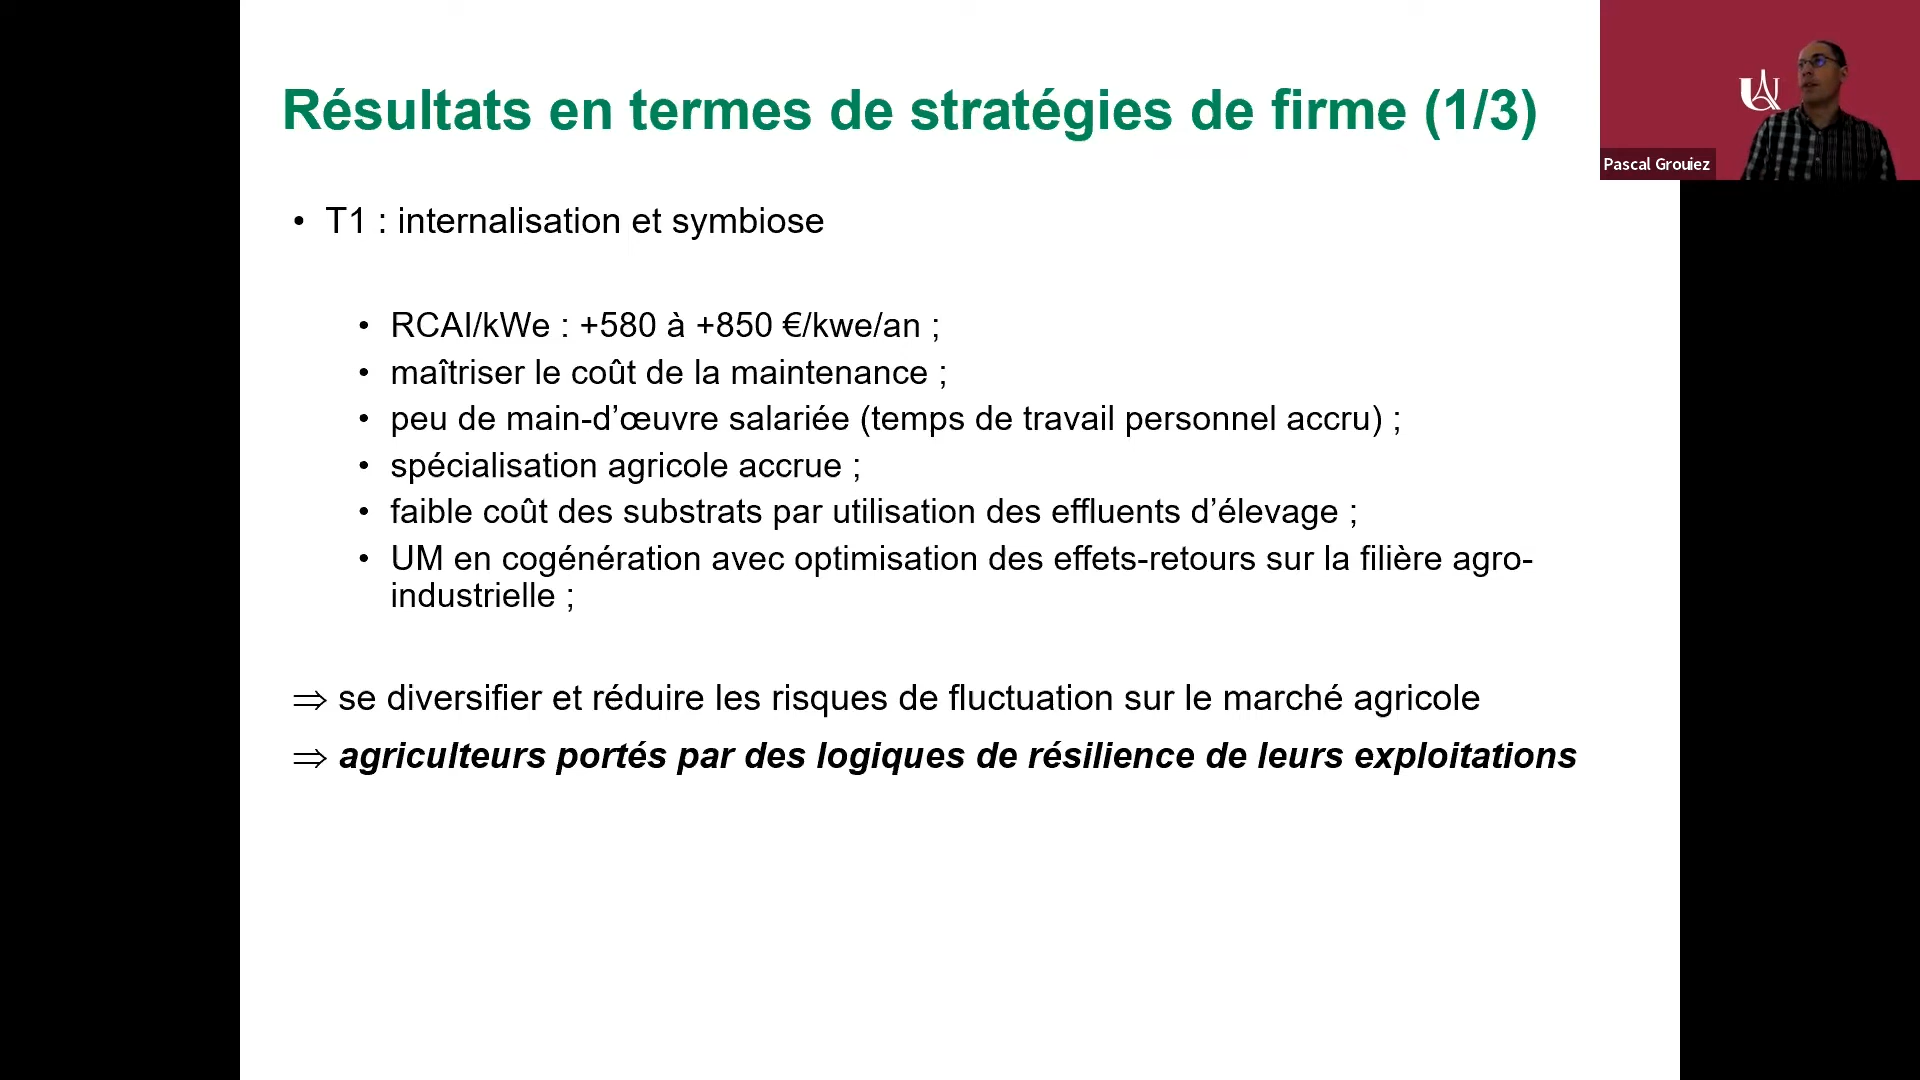 Résultats en termes de stratégies de firme (1/3)
Pascal Grouiez
• T1 : internalisation et symbiose
• RCAI/kWe : +580 à +850 €/kwe/an ;
• maîtriser le coût de la maintenance ;
• peu de main-d’œuvre salariée (temps de travail personnel accru) ;
• spécialisation agricole accrue ;
• faible coût des substrats par utilisation des effluents d’élevage ;
• UM en cogénération avec optimisation des effets-retours sur la filière agro-
industrielle ;
⇒ se diversifier et réduire les risques de fluctuation sur le marché agricole
⇒ agriculteurs portés par des logiques de résilience de leurs exploitations